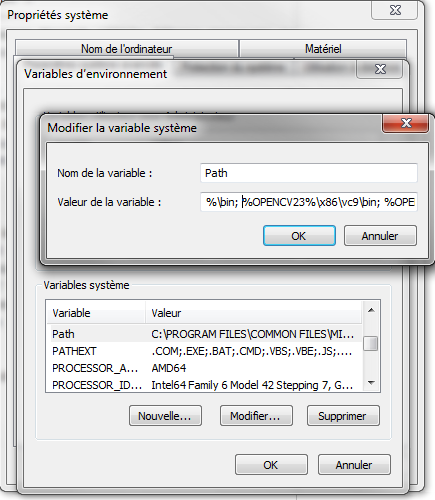 Propriétés système
Nom de l'ordinateur
Matériel
Variables d'environnement
Modifier la variable système
Nom de la variable :
Path
Valeur de la variable :
%\bin; %OPENCV23%\x86\vc9\bin; %OPE
OK
Annuler
Variables système
Variable
Valeur
Path
C:\PROGRAM FILES\COMMON FILES\MI...
PATHEXT
.COM;.EXE;.BAT;.CMD;.VBS;.VBE;.JS;....
PROCESSOR_A...
AMD64
PROCESSOR_ID...
Intel64 Family 6 Model 42 Stepping 7, G...
Nouvelle...
Modifier...
Supprimer
OK
Annuler